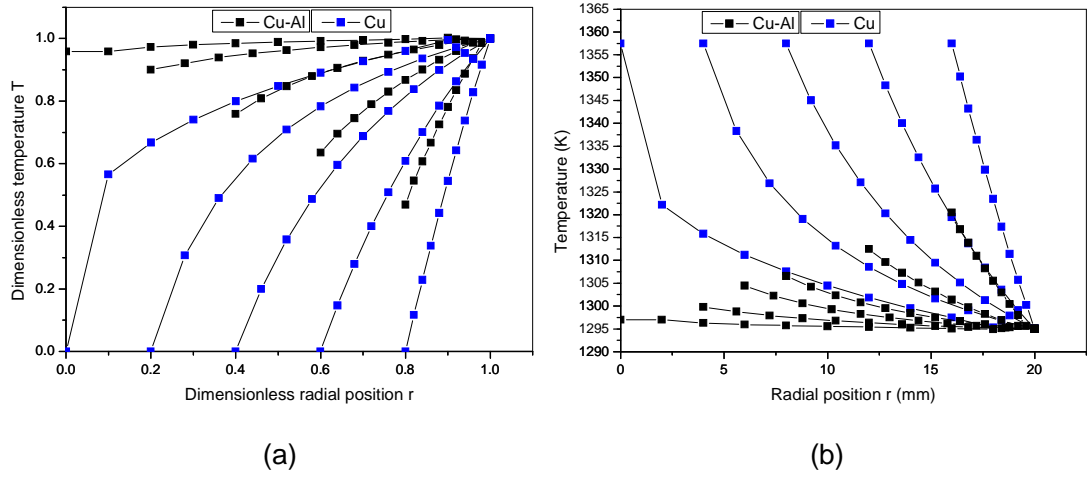 Cu-Al Cu
Dimensionless temperature T
1.0
0.8
0.6
0.4
0.2
0.0
0.0 0.2 0.4 0.6 0.8 1.0
Dimensionless radial position r
(a)
Cu-Al Cu
Temperature (K)
1365
1360
1355
1350
1345
1340
1335
1330
1325
1320
1315
1310
1305
1300
1295
1290
0 5 10 15 20
Radial position r (mm)
(b)